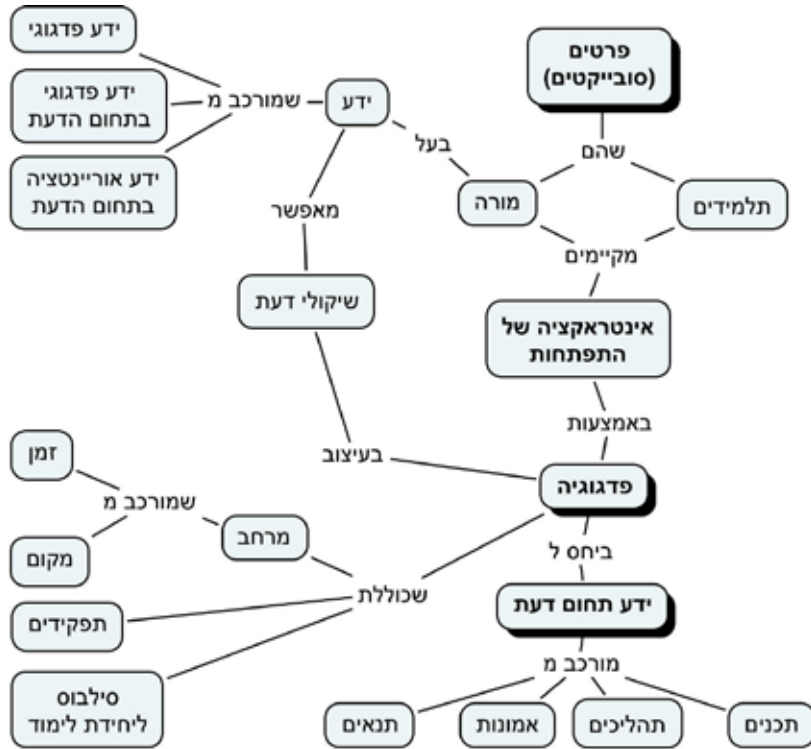 פרטים
(סובייקטים)
שהם
תלמידים
מורה
מקיימים
בעל
ידע
שמורכב מ
ידע פדגוגי
ידע פדגוגי
בתחום הדעת
ידע אוריינטציה
בתחום הדעת
מאפשר
שיקולי דעת
בעיצוב
אינטראקציה של
התפתחות
באמצעות
פדגוגיה
ביחס ל
ידע תחום דעת
מורכב מ
תכנים
תהליכים
אמונות
תנאים
שכוללת
מרחב
שמורכב מ
זמן
מקום
תפקידים
סילבוס
ליחידת לימוד